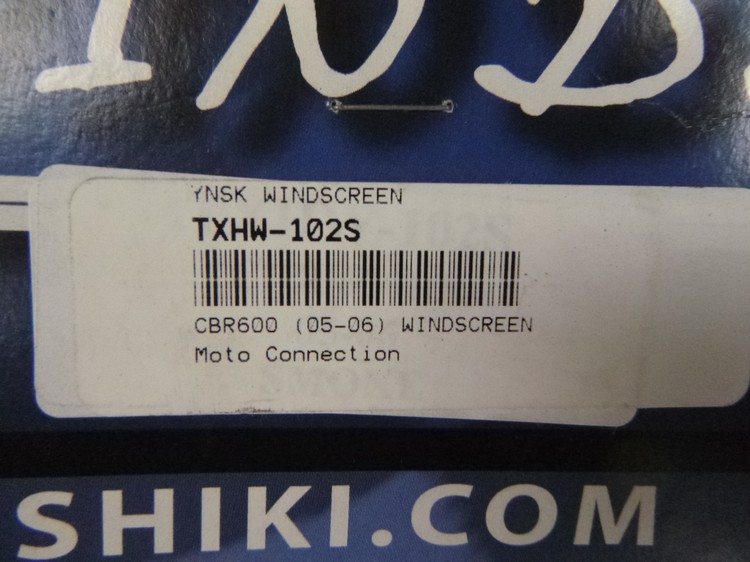 YNSK WINDSCREEN
TXHW-102S
CBR600 (05-06) WINDSCREEN
Moto Connection
SHIKI.COM